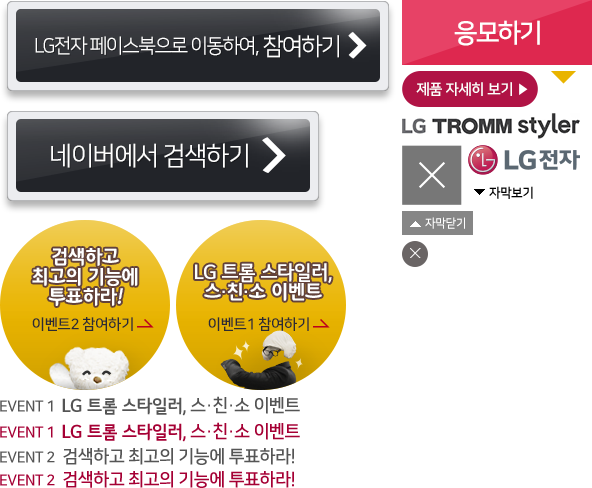 LG전자 페이스북으로 이동하여, 참여하기
응모하기
제품 자세히 보기
LG TROMM styler
네이버에서 검색하기
LG전자
자막보기
자막닫기
검색하고
최고의 기능에
투표하라!
이벤트2 참여하기
LG 트롬 스타일러,
스·친·소 이벤트
이벤트1 참여하기
EVENT 1 LG 트롬 스타일러, 스·친·소 이벤트
EVENT 1 LG 트롬 스타일러, 스·친·소 이벤트
EVENT 2 검색하고 최고의 기능에 투표하라!
EVENT 2 검색하고 최고의 기능에 투표하라!